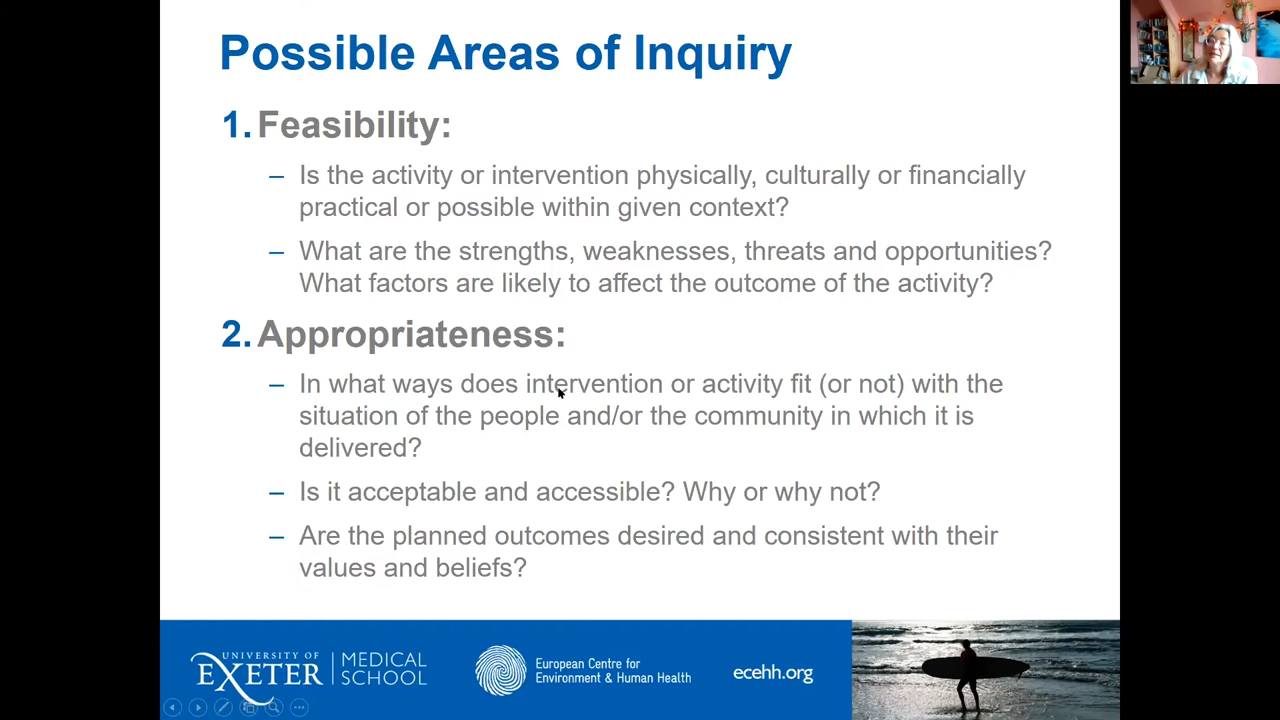 Possible Areas of Inquiry
1. Feasibility:
– Is the activity or intervention physically, culturally or financially
practical or possible within given context?
– What are the strengths, weaknesses, threats and opportunities?
What factors are likely to affect the outcome of the activity?
2. Appropriateness:
– In what ways does intervention or activity fit (or not) with the
situation of the people and/or the community in which it is
delivered?
– Is it acceptable and accessible? Why or why not?
– Are the planned outcomes desired and consistent with their
values and beliefs?
UNIVERSITY OF
EXETER
MEDICAL
SCHOOL
European Centre for
Environment & Human Health
ecehh.org